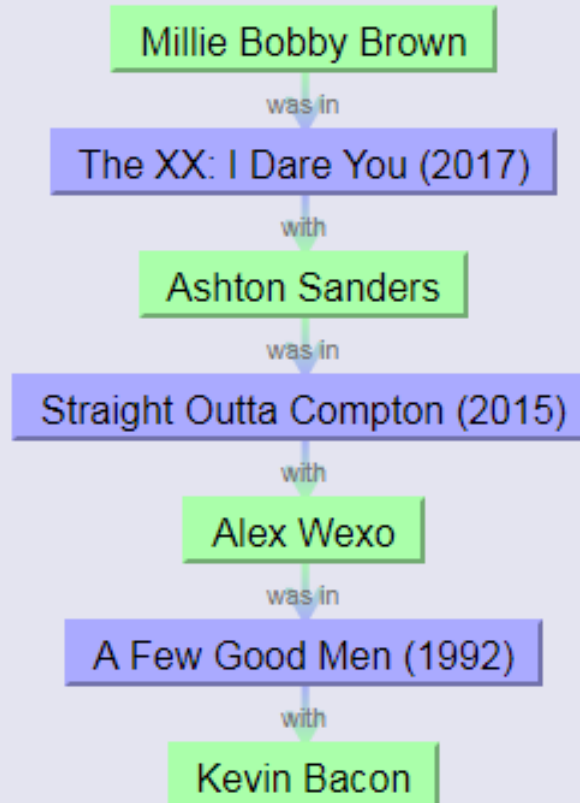 Millie Bobby Brown
was in
The XX: I Dare You (2017)
with
Ashton Sanders
was in
Straight Outta Compton (2015)
with
Alex Wexo
was in
A Few Good Men (1992)
with
Kevin Bacon